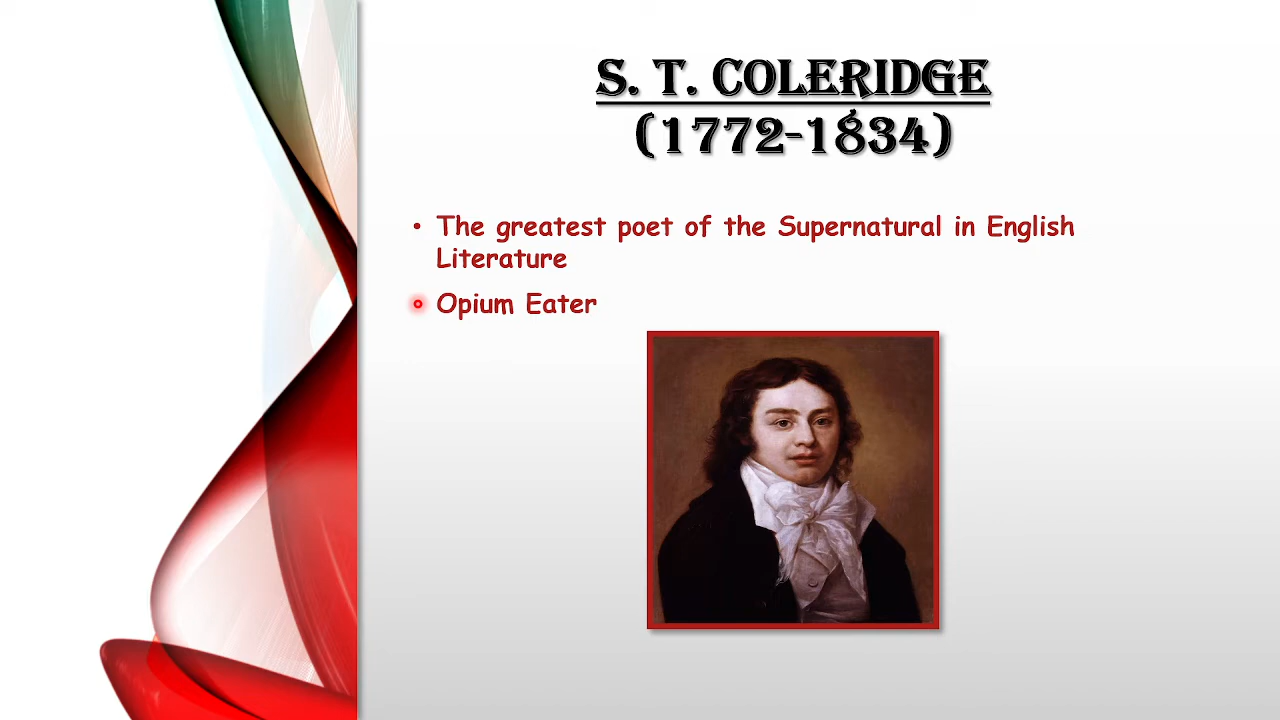 S. T. COLERIDGE
(1772-1834)
• The greatest poet of the Supernatural in English
Literature
• Opium Eater